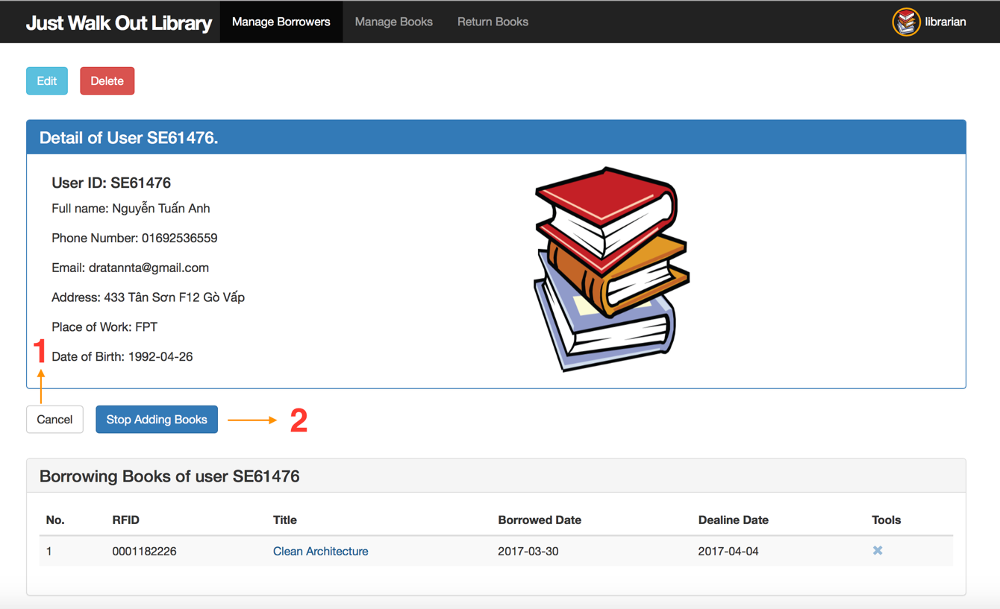 Just Walk Out Library Manage Borrowers Manage Books Return Books librarian
Edit Delete
Detail of User SE61476.
User ID: SE61476
Full name: Nguyễn Tuấn Anh
Phone Number: 01692536559
Email: dratannta@gmail.com
Address: 433 Tân Sơn F12 Gò Vấp
Place of Work: FPT
1
Date of Birth: 1992-04-26
Cancel Stop Adding Books 2
Borrowing Books of user SE61476
No. RFID Title Borrowed Date Dealine Date Tools
1 0001182226 Clean Architecture 2017-03-30 2017-04-04